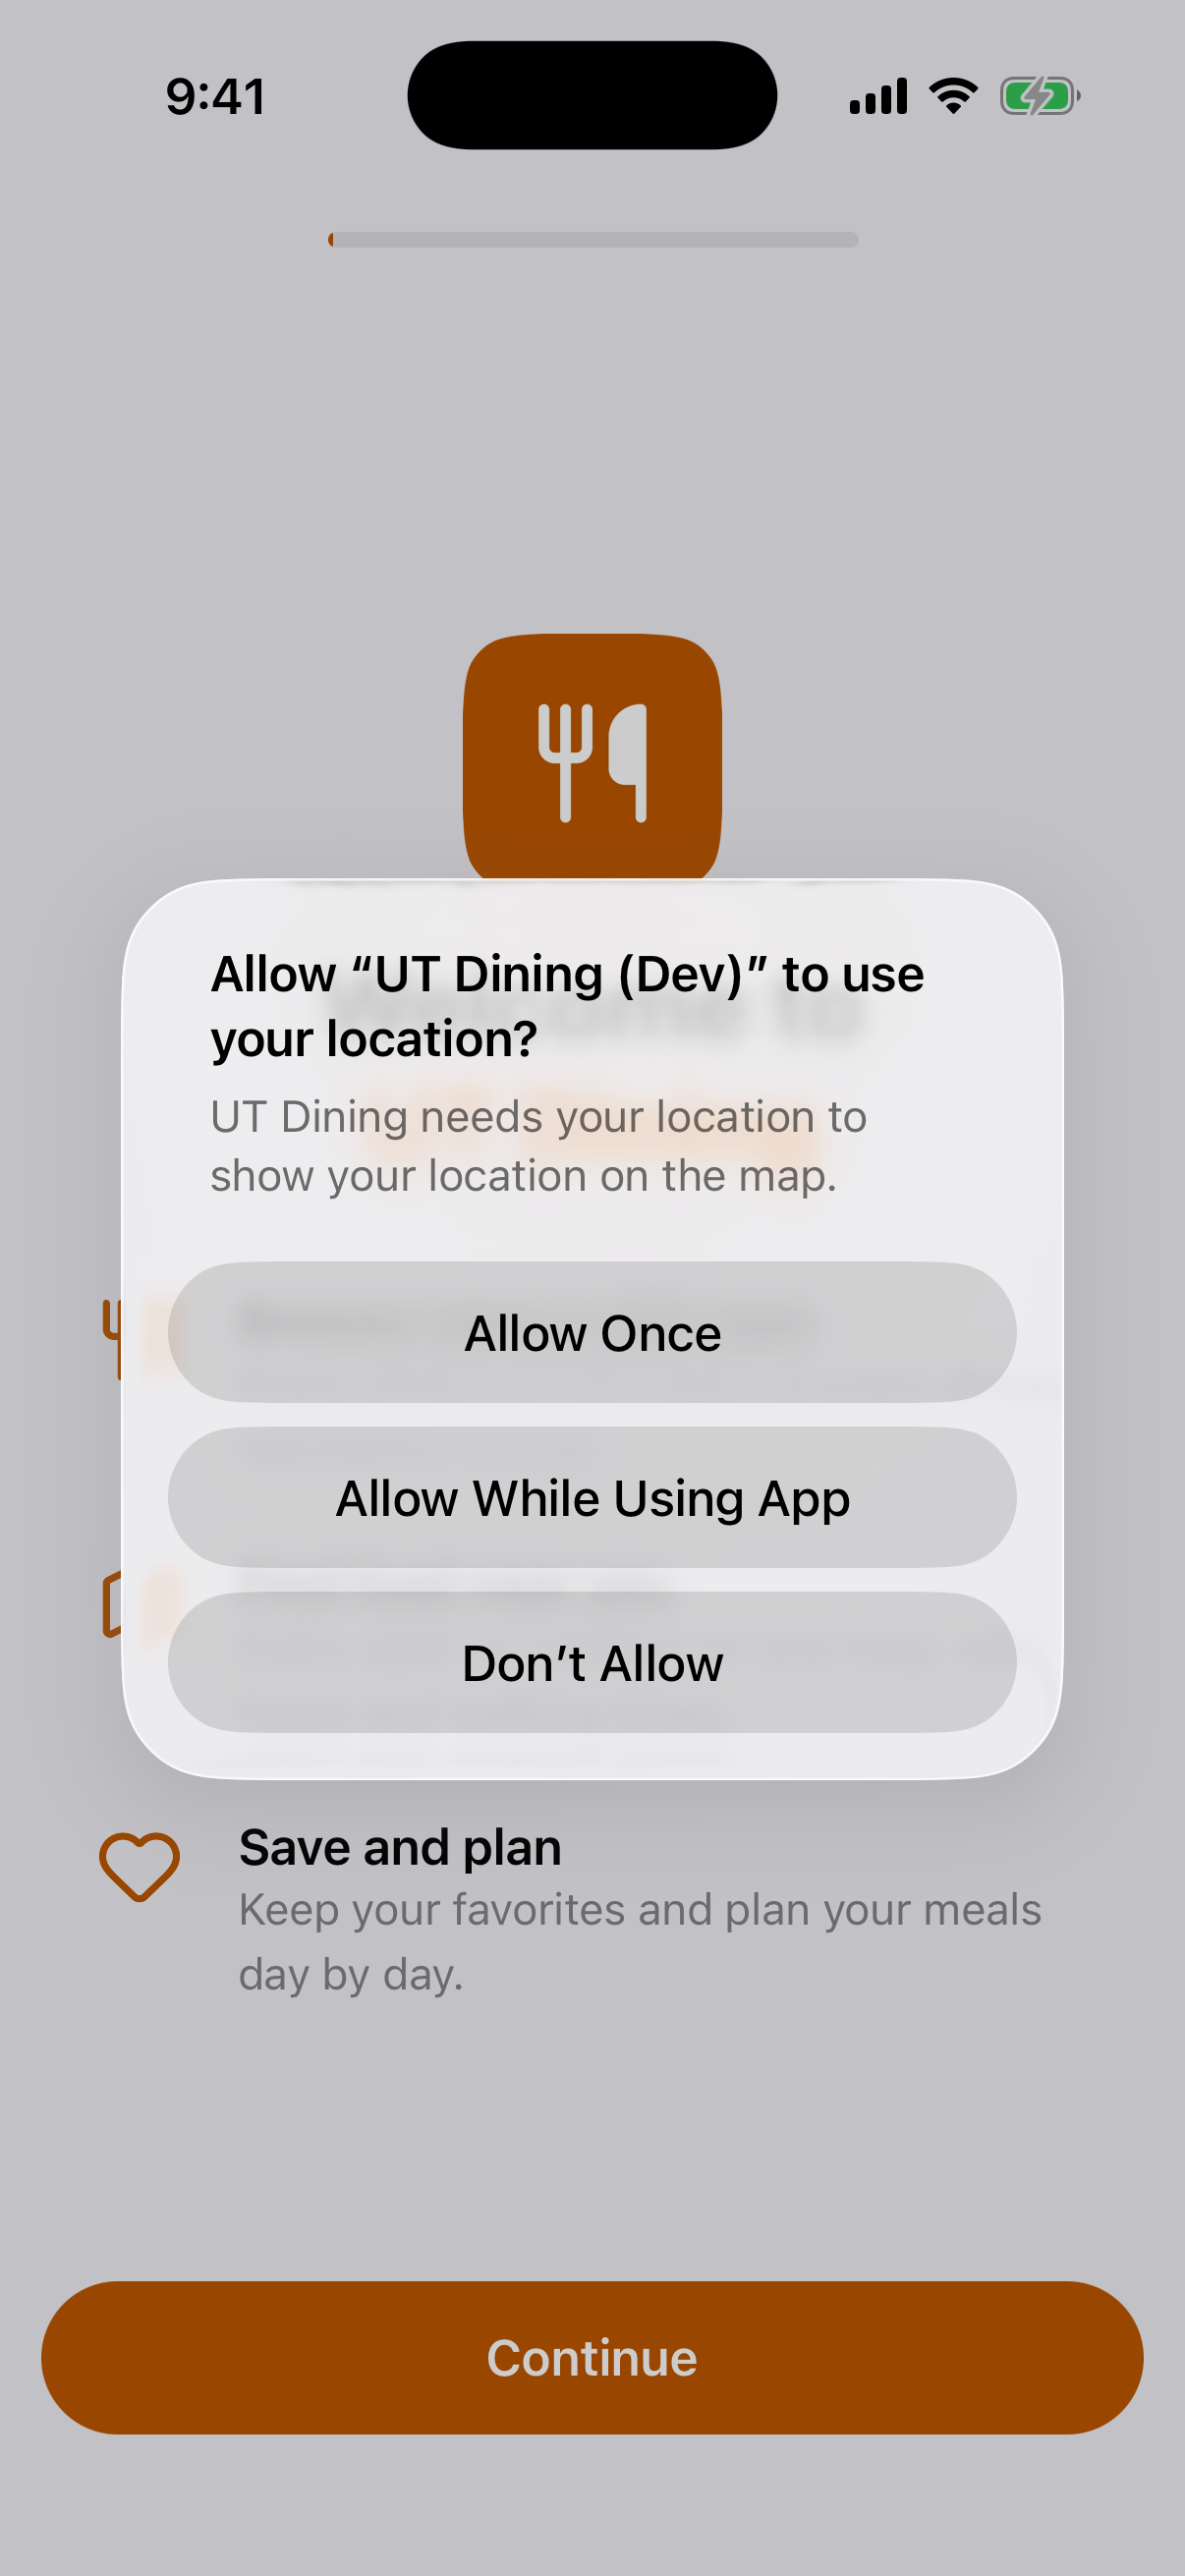 9:41
Allow “UT Dining (Dev)” to use
your location?
UT Dining needs your location to
show your location on the map.
Allow Once
Allow While Using App
Don’t Allow
Save and plan
Keep your favorites and plan your meals
day by day.
Continue